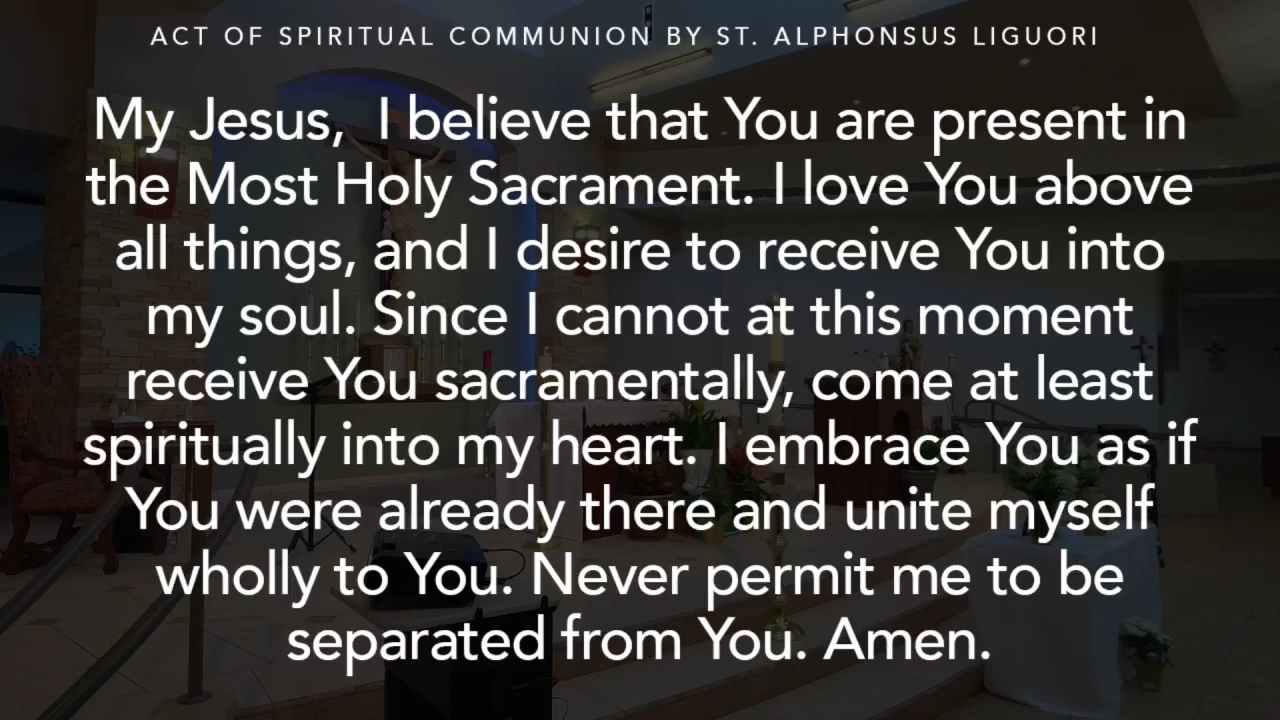 ACT OF SPIRITUAL COMMUNION BY ST. ALPHONSUS LIGUORI
My Jesus,  I believe that You are present in
the Most Holy Sacrament. I love You above
all things, and I desire to receive You into
my soul. Since I cannot at this moment
receive You sacramentally, come at least
spiritually into my heart. I embrace You as if
You were already there and unite myself
wholly to You. Never permit me to be
separated from You. Amen.